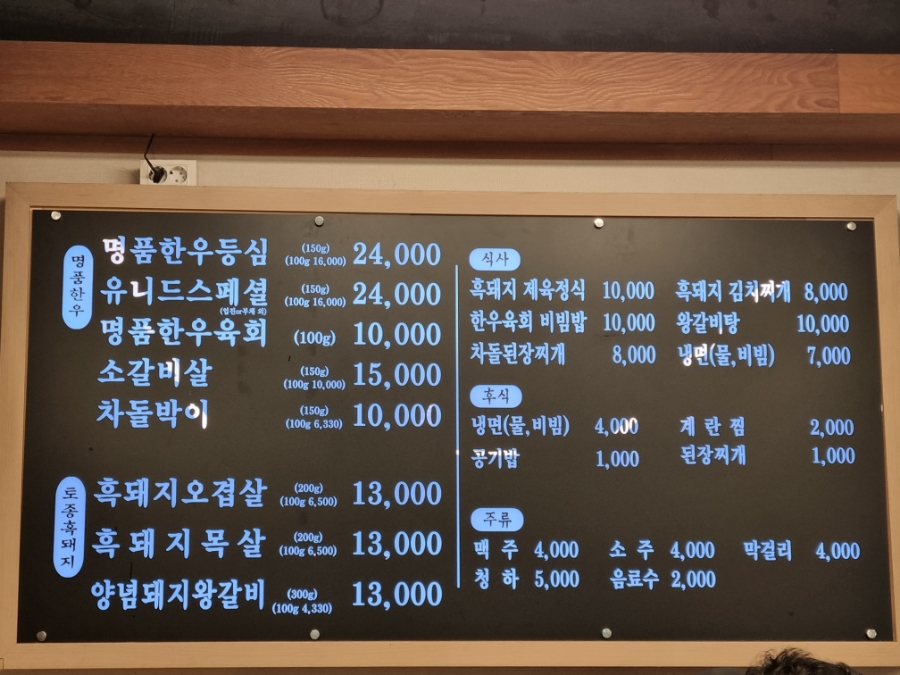 명품한우
명품한우등심 (150g) (100g 16,000) 24,000
유니드스페셜 (150g) (100g 16,000) 24,000
명품한우육회 (100g) 10,000
소갈비살 (150g) (100g 10,000) 15,000
차돌박이 (150g) (100g 6,330) 10,000
토종흑돼지
흑돼지오겹살 (200g) (100g 6,500) 13,000
흑돼지목살 (200g) (100g 6,500) 13,000
양념돼지왕갈비 (300g) (100g 4,330) 13,000
식사
흑돼지 제육정식 10,000 흑돼지 김치찌개 8,000
한우육회 비빔밥 10,000 왕갈비탕 10,000
차돌된장찌개 8,000 냉면(물,비빔) 7,000
후식
냉면(물,비빔) 4,000 계란찜 2,000
공기밥 1,000 된장찌개 1,000
주류
맥주 4,000 소주 4,000 막걸리 4,000
청하 5,000 음료수 2,000